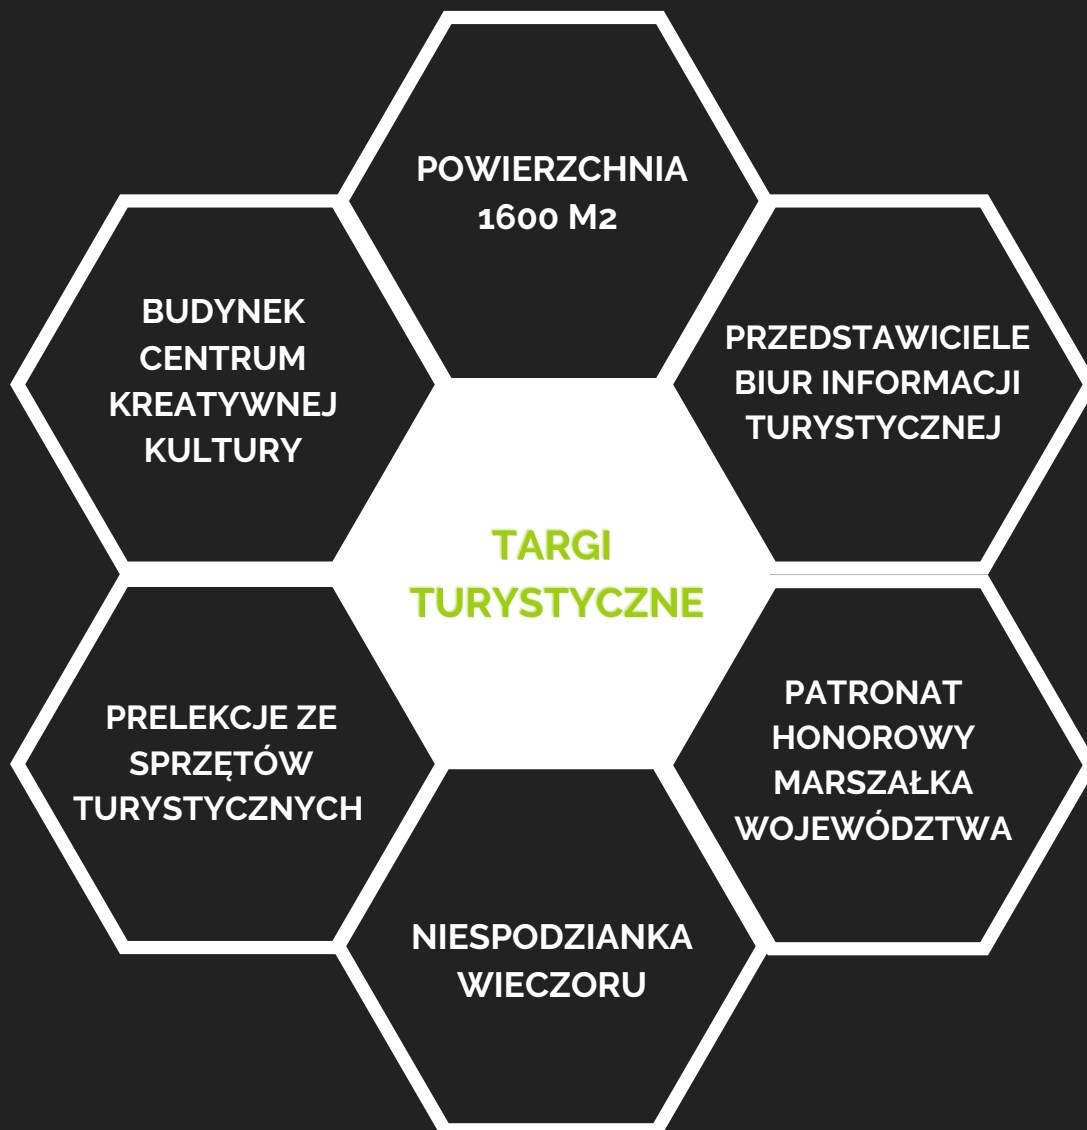 POWIERZCHNIA
1600 M2
BUDYNEK
CENTRUM
KREATYWNEJ
KULTURY
PRZEDSTAWICIELE
BIUR INFORMACJI
TURYSTYCZNEJ
TARGI
TURYSTYCZNE
PRELEKCJE ZE
SPRZĘTÓW
TURYSTYCZNYCH
PATRONAT
HONOROWY
MARSZAŁKA
WOJEWÓDZTWA
NIESPODZIANKA
WIECZORU